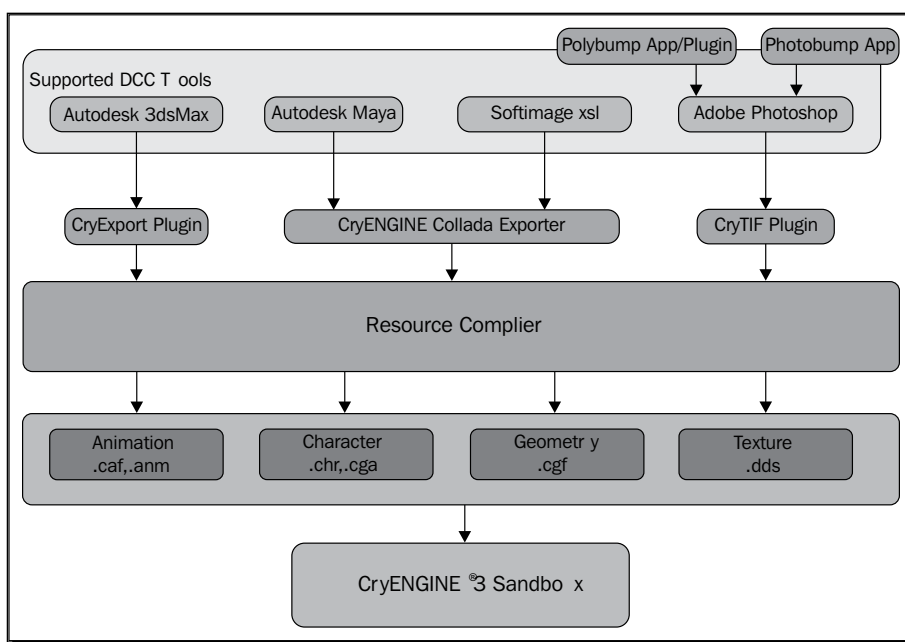 Polybump App/Plugin
Photobump App
Supported DCC T ools
Autodesk 3dsMax
Autodesk Maya
Softimage xsl
Adobe Photoshop
CryExport Plugin
CryENGINE Collada Exporter
CryTIF Plugin
Resource Complier
Animation
.caf,.anm
Character
.chr,.cga
Geometr y
.cgf
Texture
.dds
CryENGINE ®3 Sandbo x